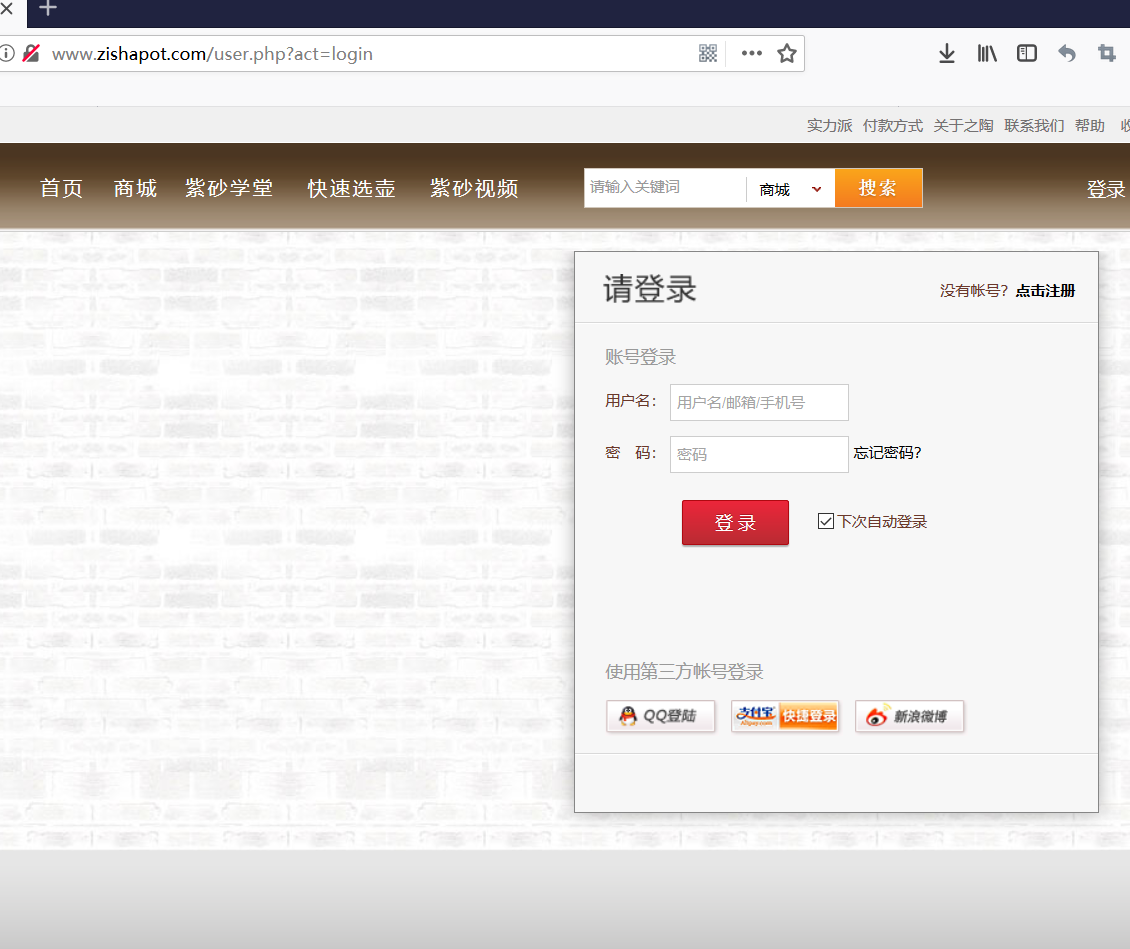 www.zishapot.com/user.php?act=login
实力派 付款方式 关于之陶 联系我们 帮助
首页 商城 紫砂学堂 快速选壶 紫砂视频 请输入关键词 商城 搜索 登录
请登录 没有帐号? 点击注册
账号登录
用户名: 用户名/邮箱/手机号
密 码: 密码 忘记密码?
登录 下次自动登录
使用第三方帐号登录
QQ登陆 支付宝 快捷登录 新浪微博